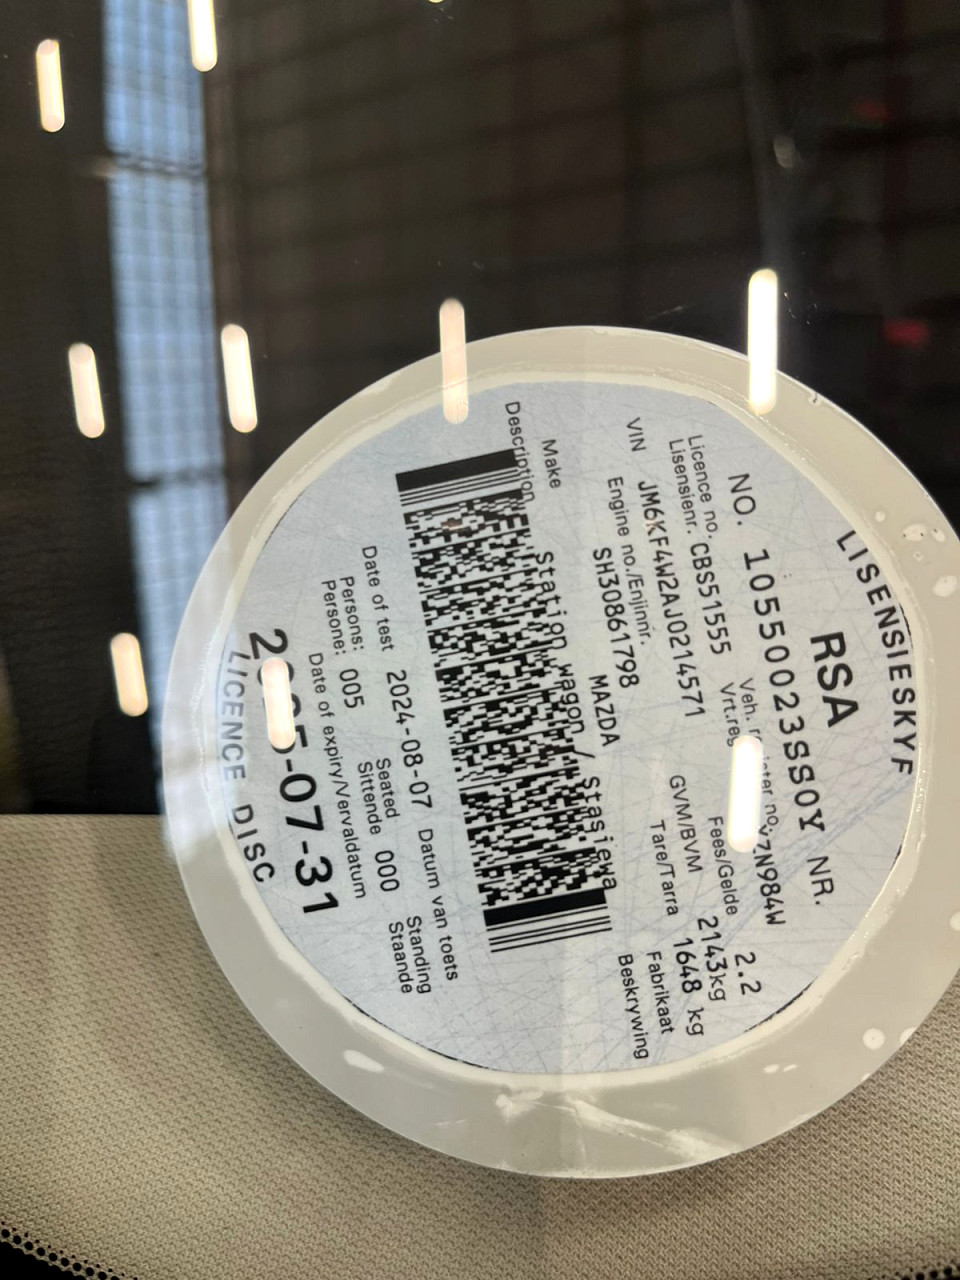 LISENSIESKYF
RSA
NO. 10550023SS0Y NR.
Licence no.
Lisensienr. CBS51555 Veh.
Vrt.reg
Fees/Gelde 2.2
VIN JM6KF4W2AJ0214571 GVM/BVM 2143kg
Engine no./Enjinnr. Tare/Tarra 1648 kg
SH30861798
Make MAZDA Fabrikaat
Description Station wagon / Stasiewa Beskrywing
Date of test 2024-08-07 Datum van toets
Persons: Seated Standing
Persone: 005 Sittende 000 Staande
Date of expiry/Vervaldatum
-07-31
LICENCE DISC